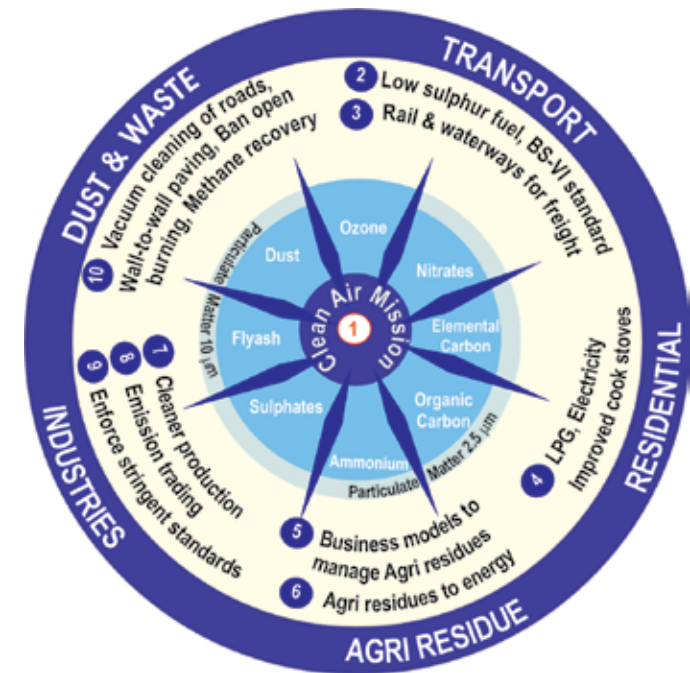 DUST & WASTE
TRANSPORT
RESIDENTIAL
AGRI RESIDUE
INDUSTRIES
2 Low sulphur fuel, BS-VI standard
3 Rail & waterways for freight
4 LPG, Electricity
Improved cook stoves
5 Business models to
manage Agri residues
6 Agri residues to energy
7 Cleaner production
8 Emission trading
9 Enforce stringent standards
10 Vacuum cleaning of roads,
Wall-to-wall paving, Ban open
burning, Methane recovery
Particulate Matter 10 µm
Particulate Matter 2.5 µm
Ozone
Nitrates
Elemental
Carbon
Organic
Carbon
Ammonium
Sulphates
Flyash
Dust
Clean Air Mission
1